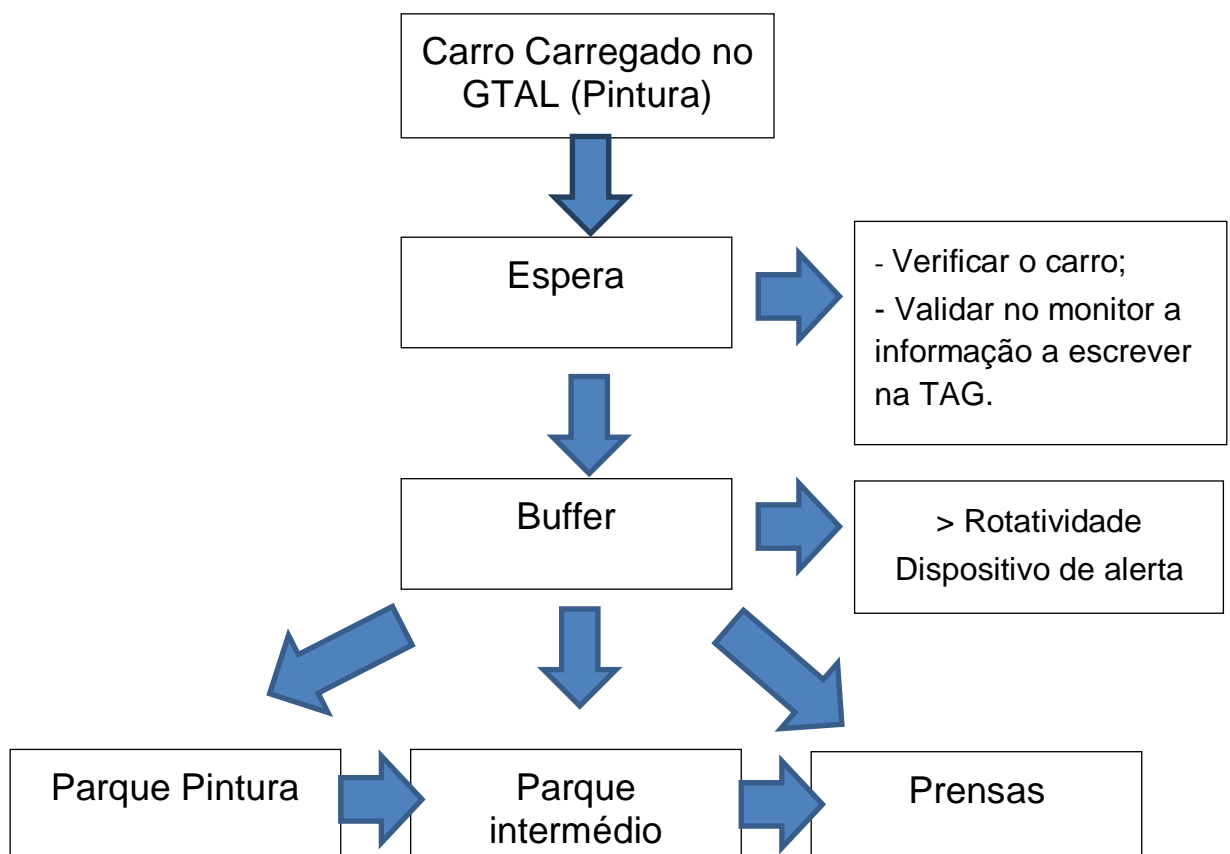 Carro Carregado no
GTAL (Pintura)
Espera
- Verificar o carro;
- Validar no monitor a
informação a escrever
na TAG.
Buffer
> Rotatividade
Dispositivo de alerta
Parque Pintura
Parque
intermédio
Prensas